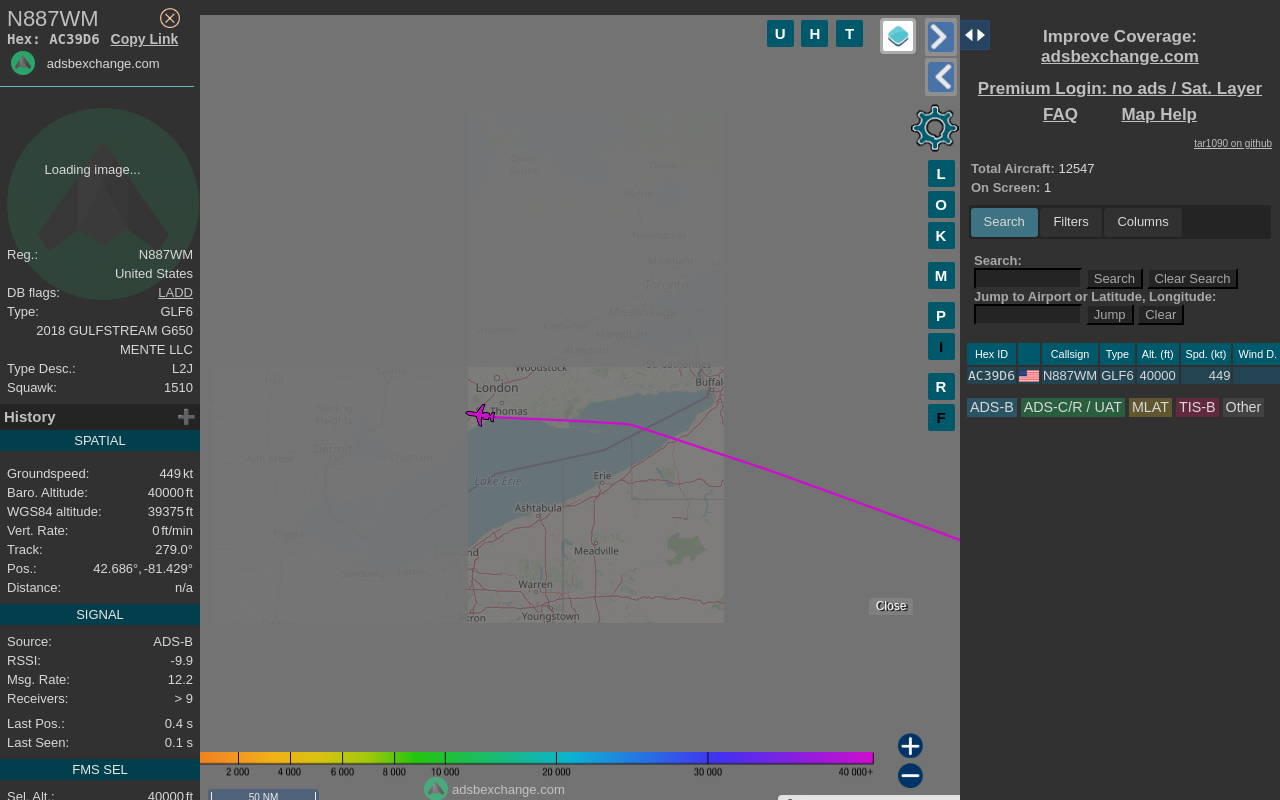 N887WM
Hex: AC39D6 Copy Link
adsbexchange.com
Loading image...
Reg.: N887WM
United States
DB flags: LADD
Type: GLF6
2018 GULFSTREAM G650
MENTE LLC
Type Desc.: L2J
Squawk: 1510
History
SPATIAL
Groundspeed: 449 kt
Baro. Altitude: 40000 ft
WGS84 altitude: 39375 ft
Vert. Rate: 0 ft/min
Track: 279.0°
Pos.: 42.686°, -81.429°
Distance: n/a
SIGNAL
Source: ADS-B
RSSI: -9.9
Msg. Rate: 12.2
Receivers: > 9
Last Pos.: 0.4 s
Last Seen: 0.1 s
FMS SEL
Sel. Alt.: 40000 ft
U H T
L
O
K
M
P
I
R
F
Toronto
Mississauga
Hamilton
Woodstock
London
Thomas
Buffal
Detroit
Lake Erie
Erie
Ashtabula
Meadville
Warren
Youngstown
Close
2 000 4 000 6 000 8 000 10 000 20 000 30 000 40 000+
adsbexchange.com
50 NM
Improve Coverage:
adsbexchange.com
Premium Login: no ads / Sat. Layer
FAQ Map Help
tar1090 on github
Total Aircraft: 12547
On Screen: 1
Search Filters Columns
Search:
Search Clear Search
Jump to Airport or Latitude, Longitude:
Jump Clear
Hex ID Callsign Type Alt. (ft) Spd. (kt) Wind D.
AC39D6 N887WM GLF6 40000 449
ADS-B ADS-C/R / UAT MLAT TIS-B Other